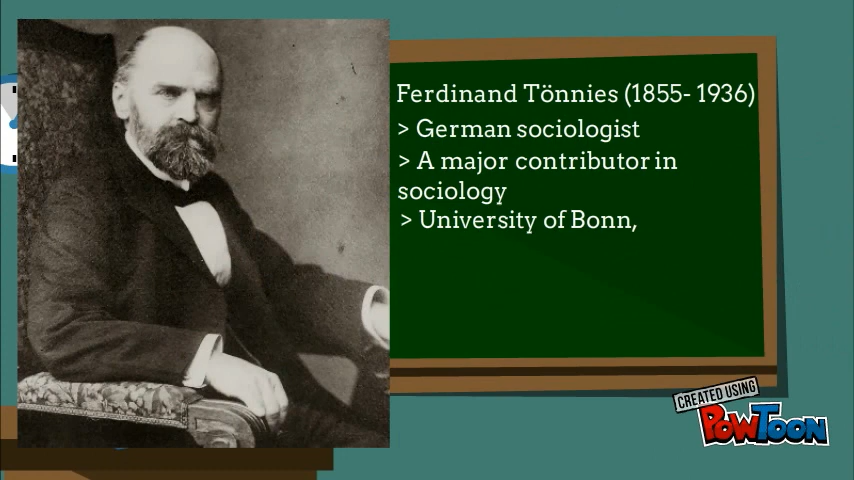 Ferdinand Tönnies (1855- 1936)
> German sociologist
> A major contributor in
sociology
> University of Bonn,
CREATED USING
POWTOON